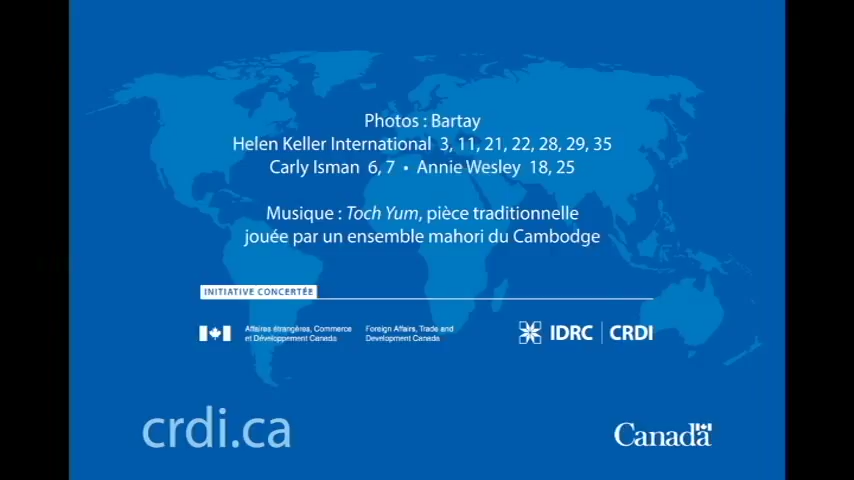 Photos : Bartay
Helen Keller International 3, 11, 21, 22, 28, 29, 35
Carly Isman 6, 7 • Annie Wesley 18, 25
Musique : Toch Yum, pièce traditionnelle
jouée par un ensemble mahori du Cambodge
INITIATIVE CONCERTÉE
Affaires étrangères, Commerce
et Développement Canada
Foreign Affairs, Trade and
Development Canada
IDRC | CRDI
crdi.ca
Canada